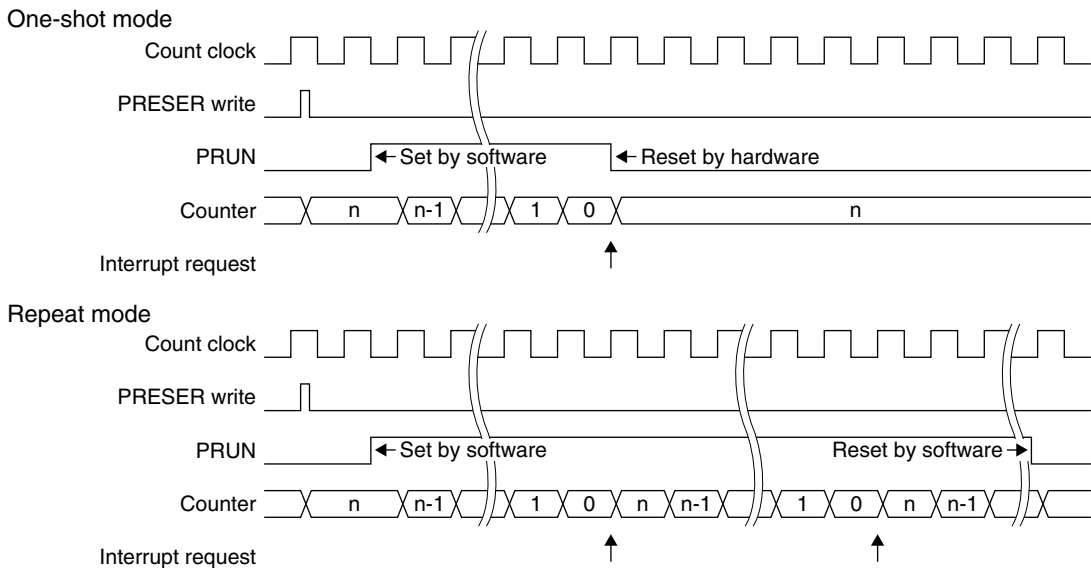 One-shot mode
Count clock
PRESER write
PRUN Set by software Reset by hardware
Counter n n-1 1 0 n
Interrupt request
Repeat mode
Count clock
PRESER write
PRUN Set by software Reset by software
Counter n n-1 1 0 n n-1 1 0 n n-1
Interrupt request